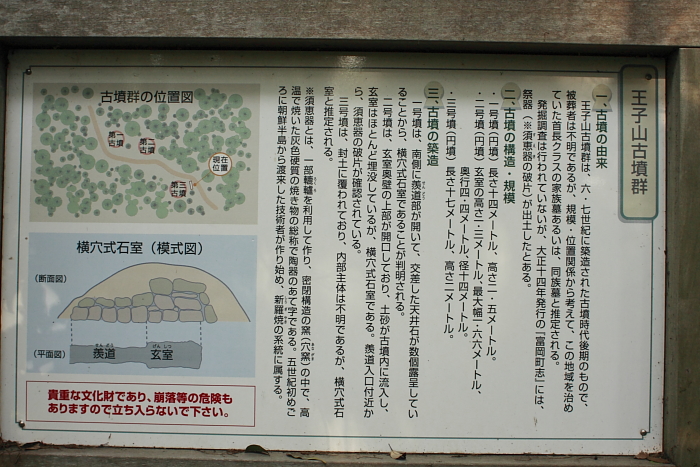 王子山古墳群
一、古墳の由来
王子山古墳群は、六・七世紀に築造された古墳時代後期のもので、
被葬者は不明であるが、規模・位置関係から考えて、この地域を治め
ていた首長クラスの家族墓あるいは、同族墓と推定される。
発掘調査は行われていないが、大正十四年発行の「富岡町志」には、
祭器（※須恵器の破片）が出土したとある。
二、古墳の構造・規模
・一号墳（円墳）長さ十四メートル、高さ二・五メートル。
・二号墳（円墳）玄室の高さ二・三メートル、最大幅一・六六メートル、
奥行四・四メートル、径十四メートル。
・三号墳（円墳）長さ十七メートル、高さ二メートル。
三、古墳の築造
一号墳は、南側に羨道部が開いて、交差した天井石が数個露呈してい
ることから、横穴式石室であることが判明される。
二号墳は、玄室奥壁の上部が開口しており、土砂が古墳内に流入し、
玄室はほとんど埋没しているが、横穴式石室である。羨道入口付近か
ら、須恵器の破片が確認されている。
三号墳は、封土に覆われており、内部主体は不明であるが、横穴式石
室と推定される。
※須恵器とは、一部轆轤を利用して作り、密閉構造の窯（穴窯）の中で、高
温で焼いた灰色硬質の焼き物の総称で陶器のあて字である。五世紀初めご
ろに朝鮮半島から渡来した技術者が作り始め、新羅焼の系統に属する。
古墳群の位置図
第一
古墳
第二
古墳
第三
古墳
現在
位置
横穴式石室（模式図）
（断面図）
（平面図）
せんどう
羨道
げんしつ
玄室
貴重な文化財であり、崩落等の危険も
ありますので立ち入らないで下さい。